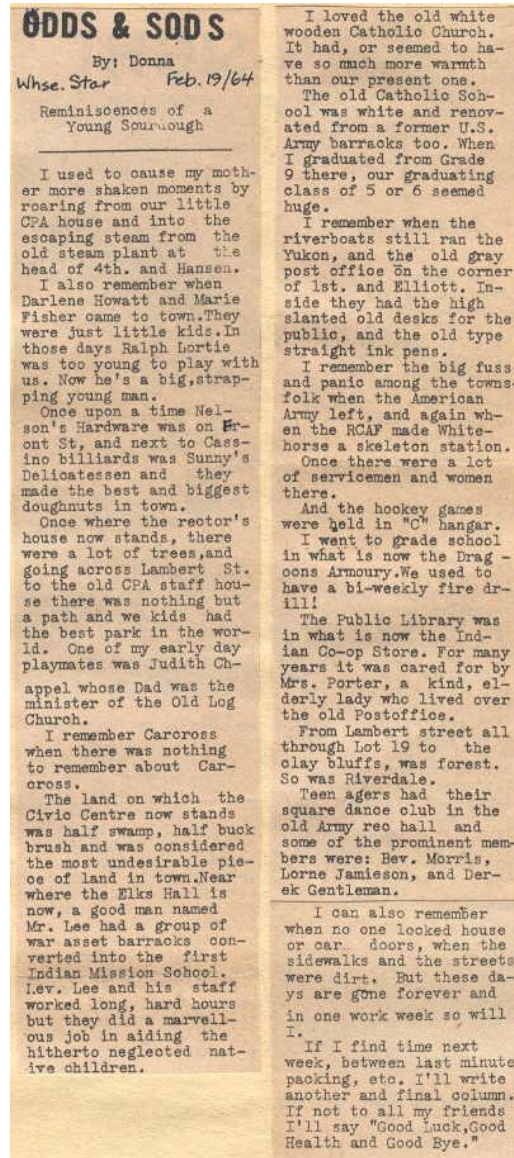 ODDS & SODS
By: Donna
Whse. Star Feb. 19/64
Reminiscences of a
Young Sourdough
I used to cause my moth-
er more shaken moments by
roaring from our little
CPA house and into the
escaping steam from the
old steam plant at the
head of 4th. and Hansen.
I also remember when
Darlene Howatt and Marie
Fisher came to town.They
were just little kids.In
those days Ralph Lortie
was too young to play with
us. Now he's a big,strap-
ping young man.
Once upon a time Nel-
son's Hardware was on Fr-
ont St, and next to Cass-
ino billiards was Sunny's
Delicatessen and they
made the best and biggest
doughnuts in town.
Once where the rector's
house now stands, there
were a lot of trees,and
going across Lambert St.
to the old CPA staff hou-
se there was nothing but
a path and we kids had
the best park in the wor-
ld. One of my early day
playmates was Judith Ch-
appel whose Dad was the
minister of the Old Log
Church.
I remember Carcross
when there was nothing
to remember about Car-
cross.
The land on which the
Civic Centre now stands
was half swamp, half buck
brush and was considered
the most undesirable pie-
ce of land in town.Near
where the Elks Hall is
now, a good man named
Mr. Lee had a group of
war asset barracks con-
verted into the first
Indian Mission School.
Lev. Lee and his staff
worked long, hard hours
but they did a marvell-
ous job in aiding the
hitherto neglected nat-
ive children.
I loved the old white
wooden Catholic Church.
It had, or seemed to ha-
ve so much more warmth
than our present one.
The old Catholic Sch-
ool was white and renov-
ated from a former U.S.
Army barracks too. When
I graduated from Grade
9 there, our graduating
class of 5 or 6 seemed
huge.
I remember when the
riverboats still ran the
Yukon, and the old gray
post office on the corner
of 1st. and Elliott. In-
side they had the high
slanted old desks for the
public, and the old type
straight ink pens.
I remember the big fuss
and panic among the towns-
folk when the American
Army left, and again wh-
en the RCAF made White-
horse a skeleton station.
Once there were a lot
of servicemen and women
there.
And the hockey games
were held in "C" hangar.
I went to grade school
in what is now the Drag -
oons Armoury.We used to
have a bi-weekly fire dr-
ill!
The Public Library was
in what is now the Ind-
ian Co-op Store. For many
years it was cared for by
Mrs. Porter, a kind, el-
derly lady who lived over
the old Postoffice.
From Lambert street all
through Lot 19 to the
clay bluffs, was forest.
So was Riverdale.
Teen agers had their
square dance club in the
old Army rec hall and
some of the prominent mem-
bers were: Bev. Morris,
Lorne Jamieson, and Der-
ek Gentleman.
I can also remember
when no one locked house
or car doors, when the
sidewalks and the streets
were dirt. But these da-
ys are gone forever and
in one work week so will
I.
If I find time next
week, between last minute
packing, etc. I'll write
another and final column.
If not to all my friends
I'll say "Good Luck,Good
Health and Good Bye."